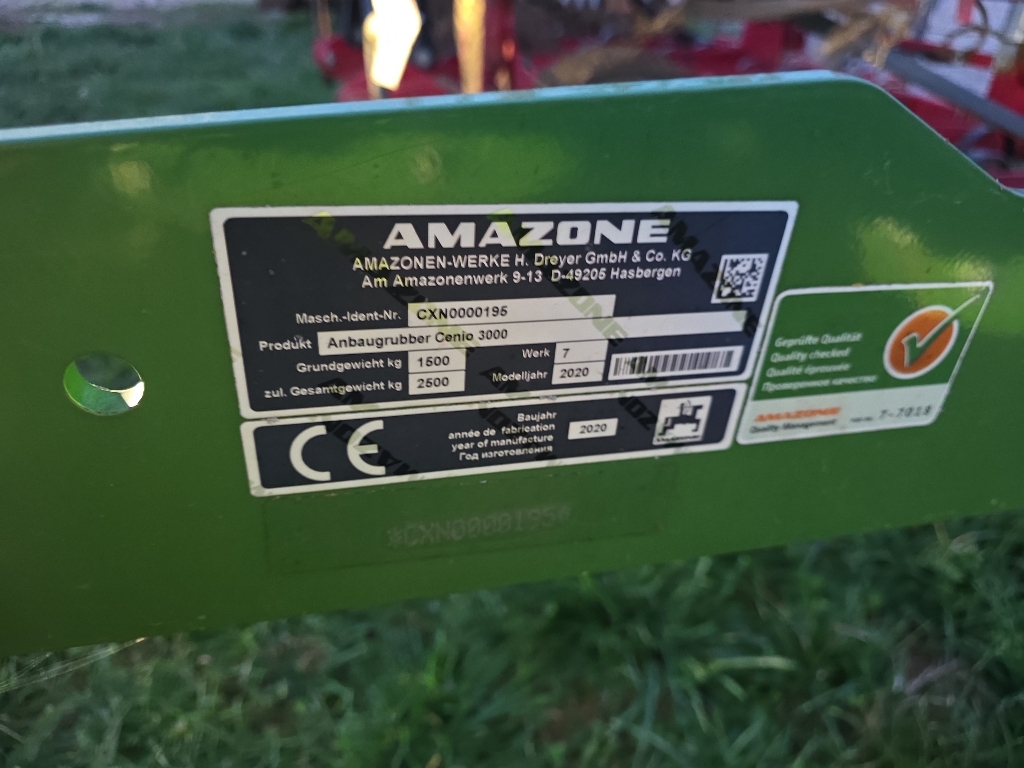 AMAZONE
AMAZONEN-WERKE H. Dreyer GmbH & Co. KG
Am Amazonenwerk 9-13 D-49205 Hasbergen
Masch.-Ident-Nr. CXN0000195
Produkt Anbaugrubber Cenio 3000
Grundgewicht kg 1500 Werk 7
zul. Gesamtgewicht kg 2500 Modelljahr 2020
CE
Baujahr
année de fabrication
year of manufacture
Год изготовления
2020
AMAZONE
Geprüfte Qualität
Quality checked
Qualité éprouvée
Проверенное качество
AMAZONE
Quality Management
7-7018
*CXN0000195*